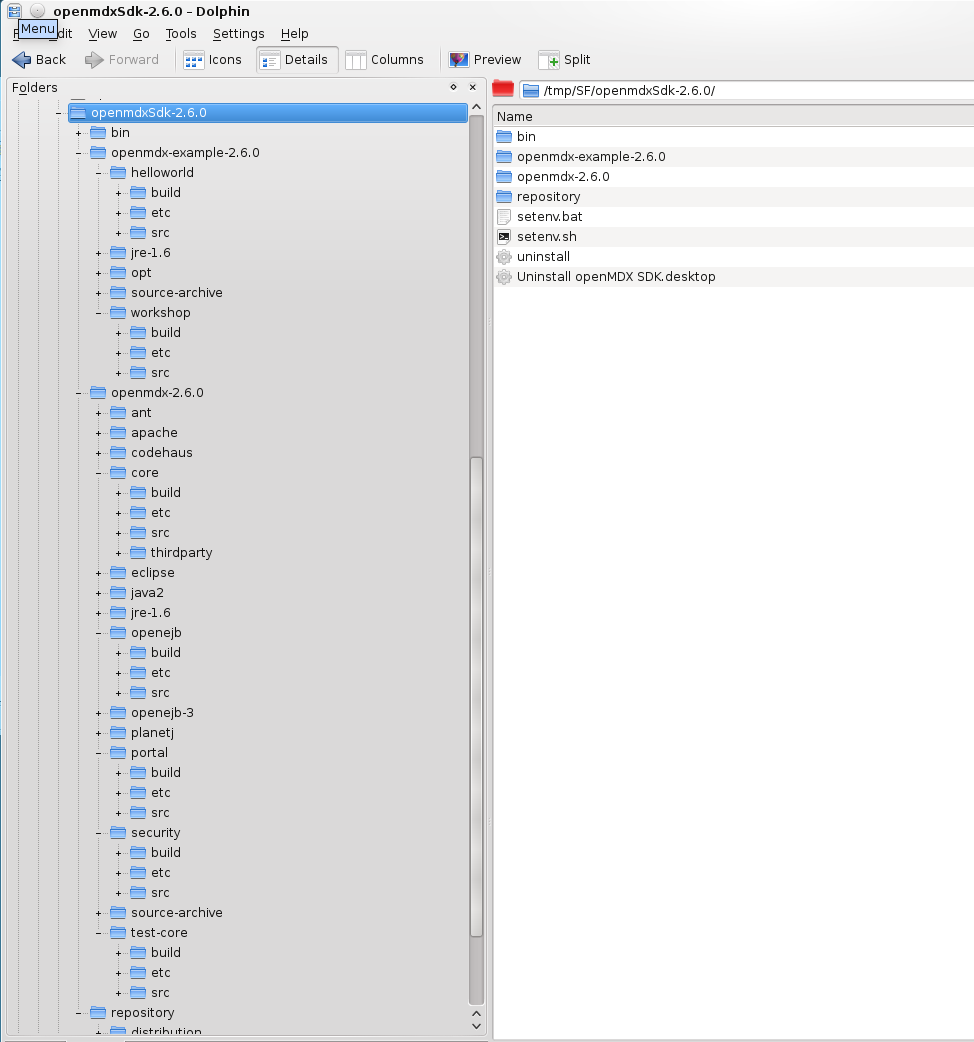 openmdxSdk-2.6.0 – Dolphin
Menu
dit View Go Tools Settings Help
Back Forward Icons Details Columns Preview Split
Folders
openmdxSdk-2.6.0
bin
openmdx-example-2.6.0
helloworld
build
etc
src
jre-1.6
opt
source-archive
workshop
build
etc
src
openmdx-2.6.0
ant
apache
codehaus
core
build
etc
src
thirdparty
eclipse
java2
jre-1.6
openejb
build
etc
src
openejb-3
planetj
portal
build
etc
src
security
build
etc
src
source-archive
test-core
build
etc
src
repository
distribution
/tmp/SF/openmdxSdk-2.6.0/
Name
bin
openmdx-example-2.6.0
openmdx-2.6.0
repository
setenv.bat
setenv.sh
uninstall
Uninstall openMDX SDK.desktop